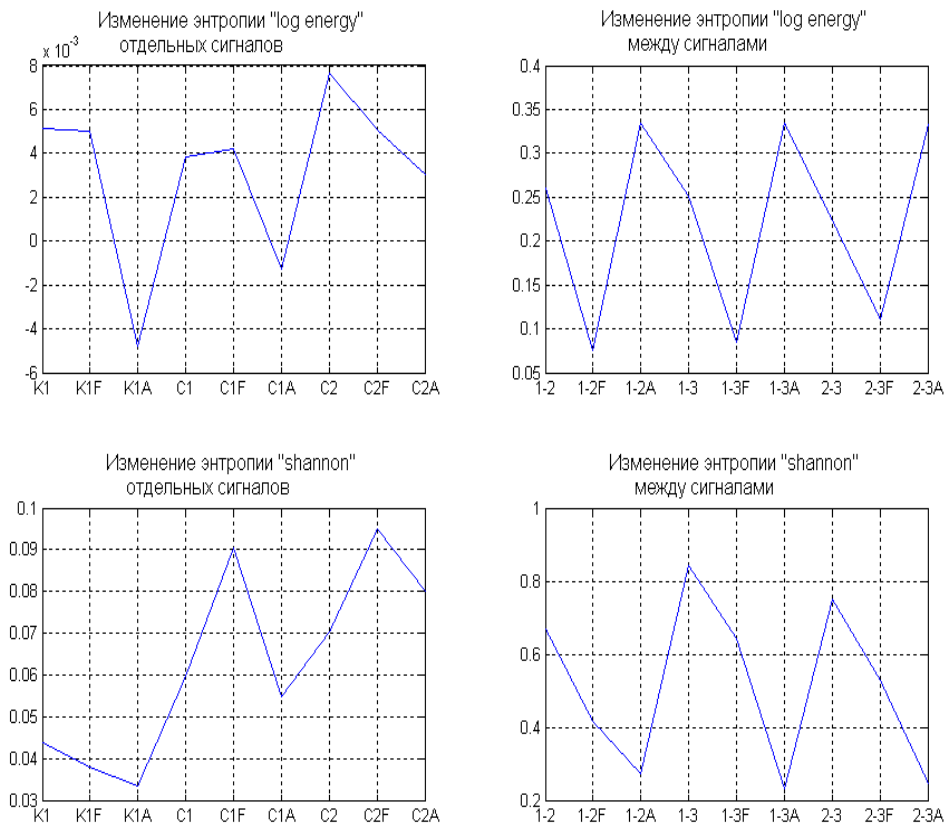 Изменение энтропии "log energy"
отдельных сигналов
x 10-3
8
6
4
2
0
-2
-4
-6
K1 K1F K1A C1 C1F C1A C2 C2F C2A
Изменение энтропии "log energy"
между сигналами
0.4
0.35
0.3
0.25
0.2
0.15
0.1
0.05
1-2 1-2F 1-2A 1-3 1-3F 1-3A 2-3 2-3F 2-3A
Изменение энтропии "shannon"
отдельных сигналов
0.1
0.09
0.08
0.07
0.06
0.05
0.04
0.03
K1 K1F K1A C1 C1F C1A C2 C2F C2A
Изменение энтропии "shannon"
между сигналами
1
0.8
0.6
0.4
0.2
1-2 1-2F 1-2A 1-3 1-3F 1-3A 2-3 2-3F 2-3A